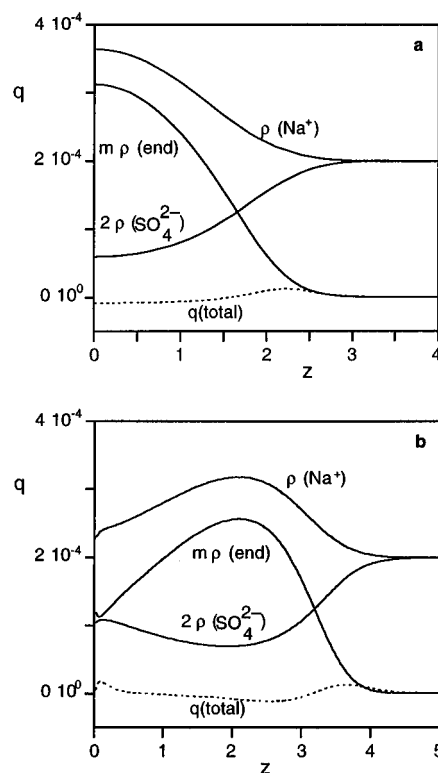 4 10⁻⁴
a
q
ρ (Na⁺)
m ρ (end)
2 10⁻⁴
2 ρ (SO₄²⁻)
0 10⁰
q(total)
0 1 2 3 4
z
4 10⁻⁴
b
q
ρ (Na⁺)
m ρ (end)
2 10⁻⁴
2 ρ (SO₄²⁻)
0 10⁰
q(total)
0 1 2 3 4 5
z